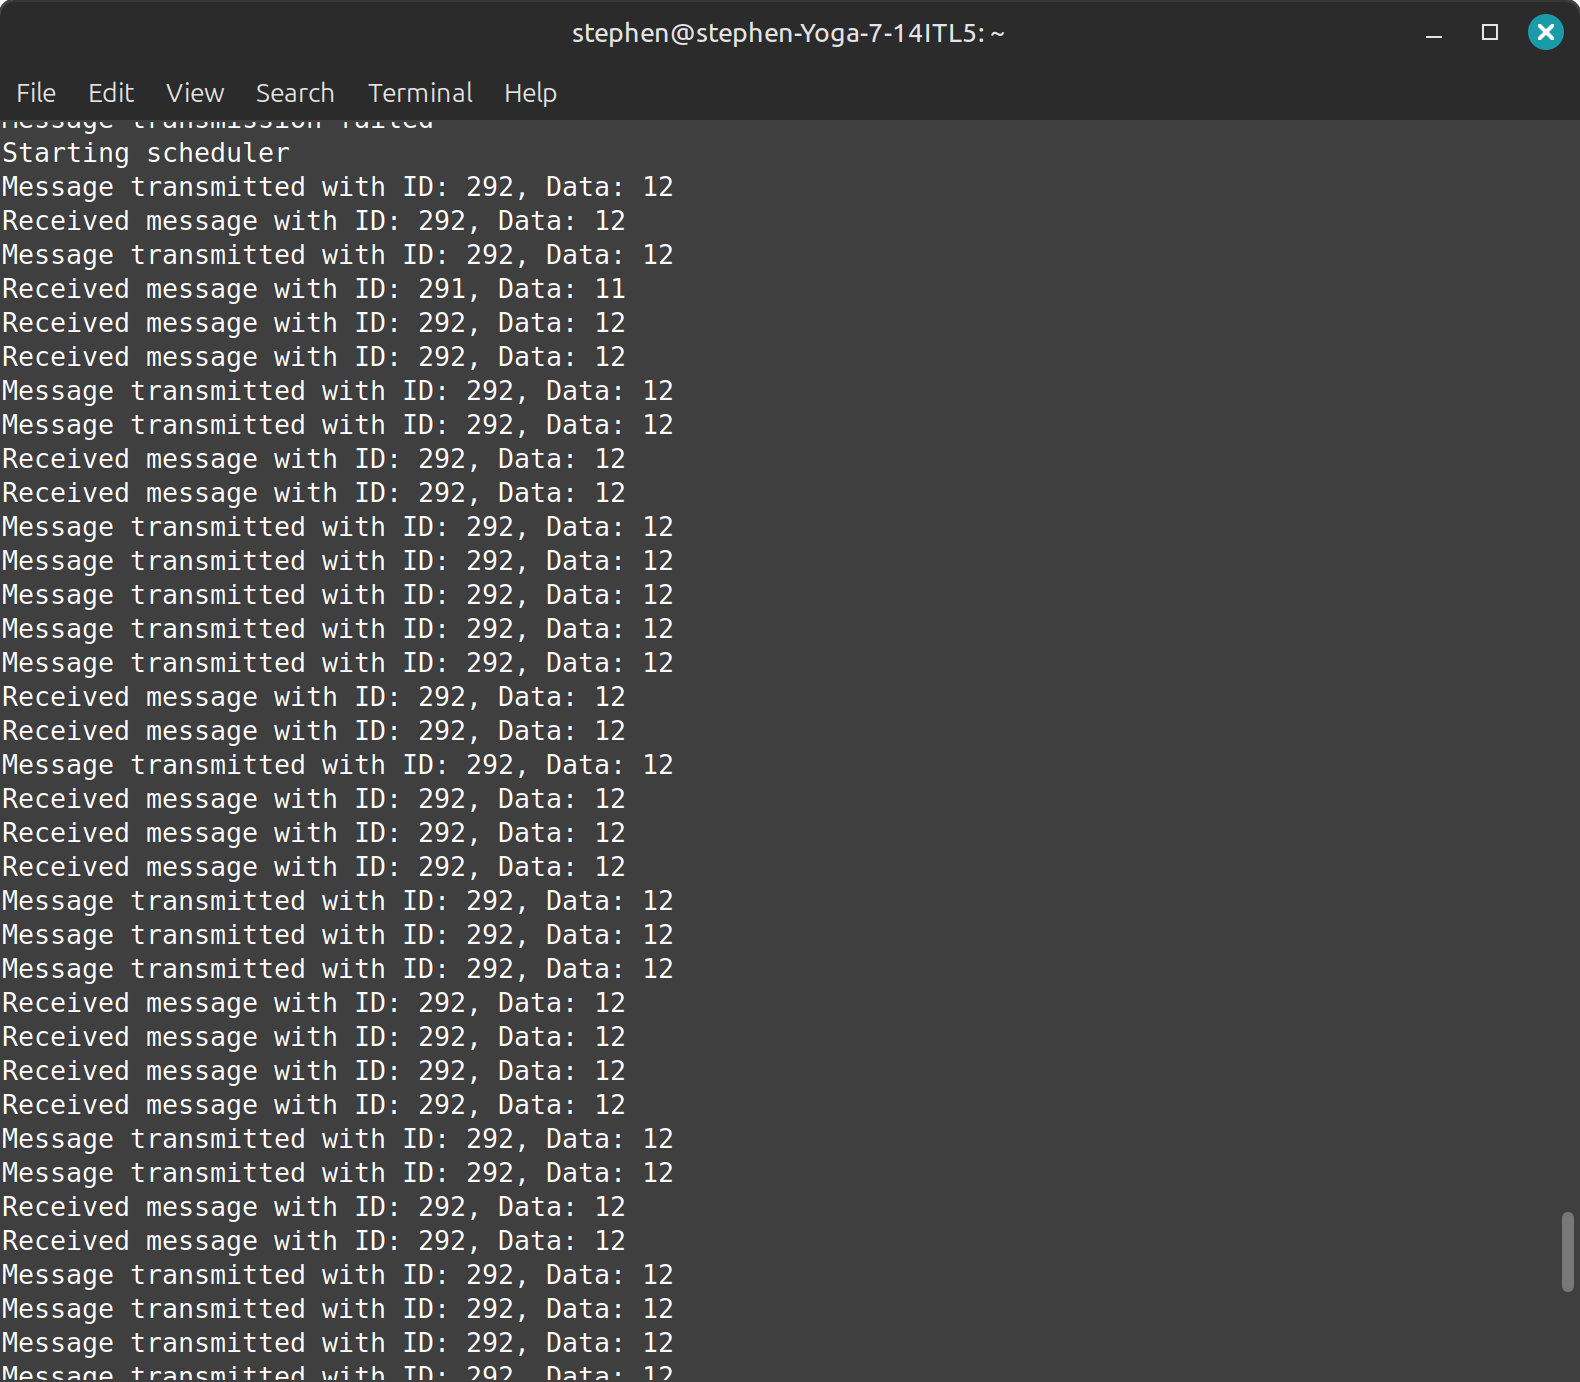 stephen@stephen-Yoga-7-14ITL5: ~
File Edit View Search Terminal Help
Message transmission failed
Starting scheduler
Message transmitted with ID: 292, Data: 12
Received message with ID: 292, Data: 12
Message transmitted with ID: 292, Data: 12
Received message with ID: 291, Data: 11
Received message with ID: 292, Data: 12
Received message with ID: 292, Data: 12
Message transmitted with ID: 292, Data: 12
Message transmitted with ID: 292, Data: 12
Received message with ID: 292, Data: 12
Received message with ID: 292, Data: 12
Message transmitted with ID: 292, Data: 12
Message transmitted with ID: 292, Data: 12
Message transmitted with ID: 292, Data: 12
Message transmitted with ID: 292, Data: 12
Message transmitted with ID: 292, Data: 12
Received message with ID: 292, Data: 12
Received message with ID: 292, Data: 12
Message transmitted with ID: 292, Data: 12
Received message with ID: 292, Data: 12
Received message with ID: 292, Data: 12
Received message with ID: 292, Data: 12
Message transmitted with ID: 292, Data: 12
Message transmitted with ID: 292, Data: 12
Message transmitted with ID: 292, Data: 12
Received message with ID: 292, Data: 12
Received message with ID: 292, Data: 12
Received message with ID: 292, Data: 12
Received message with ID: 292, Data: 12
Message transmitted with ID: 292, Data: 12
Message transmitted with ID: 292, Data: 12
Received message with ID: 292, Data: 12
Received message with ID: 292, Data: 12
Message transmitted with ID: 292, Data: 12
Message transmitted with ID: 292, Data: 12
Message transmitted with ID: 292, Data: 12
Message transmitted with ID: 292, Data: 12